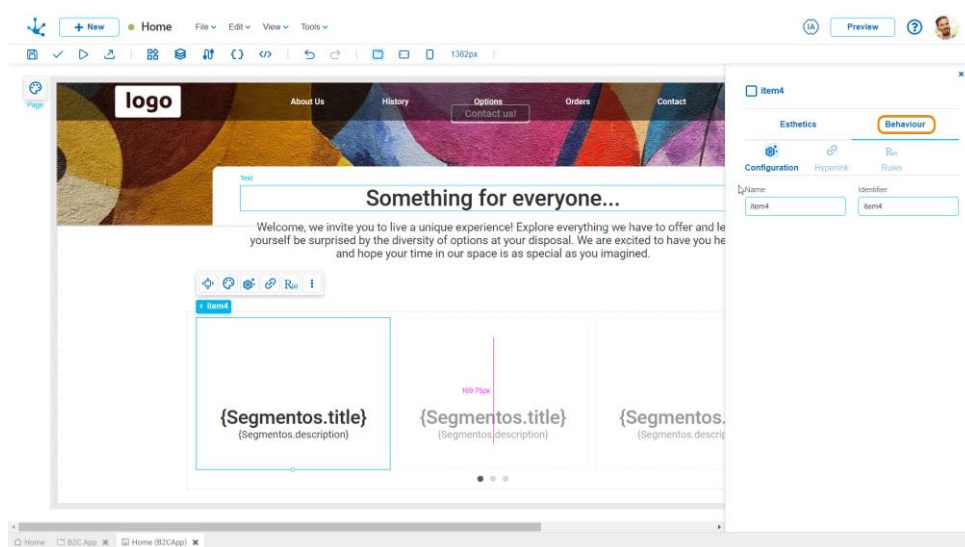 + New
Home
File
Edit
View
Tools
IA
Preview
?
1382px
Page
logo
About Us
History
Options
Orders
Contact
Contact us!
Text
Something for everyone...
Welcome, we invite you to live a unique experience! Explore everything we have to offer and le
yourself be surprised by the diversity of options at your disposal. We are excited to have you he
and hope your time in our space is as special as you imagined.
R(x)
< item4
169.75px
{Segmentos.title}
{Segmentos.description}
{Segmentos.title}
{Segmentos.description}
{Segmentos.
{Segmentos.descrip
item4
Esthetics
Behaviour
R(x)
Configuration
Hyperlink
Rules
Name
Identifier
item4
item4
Home
B2C App
Home (B2CApp)